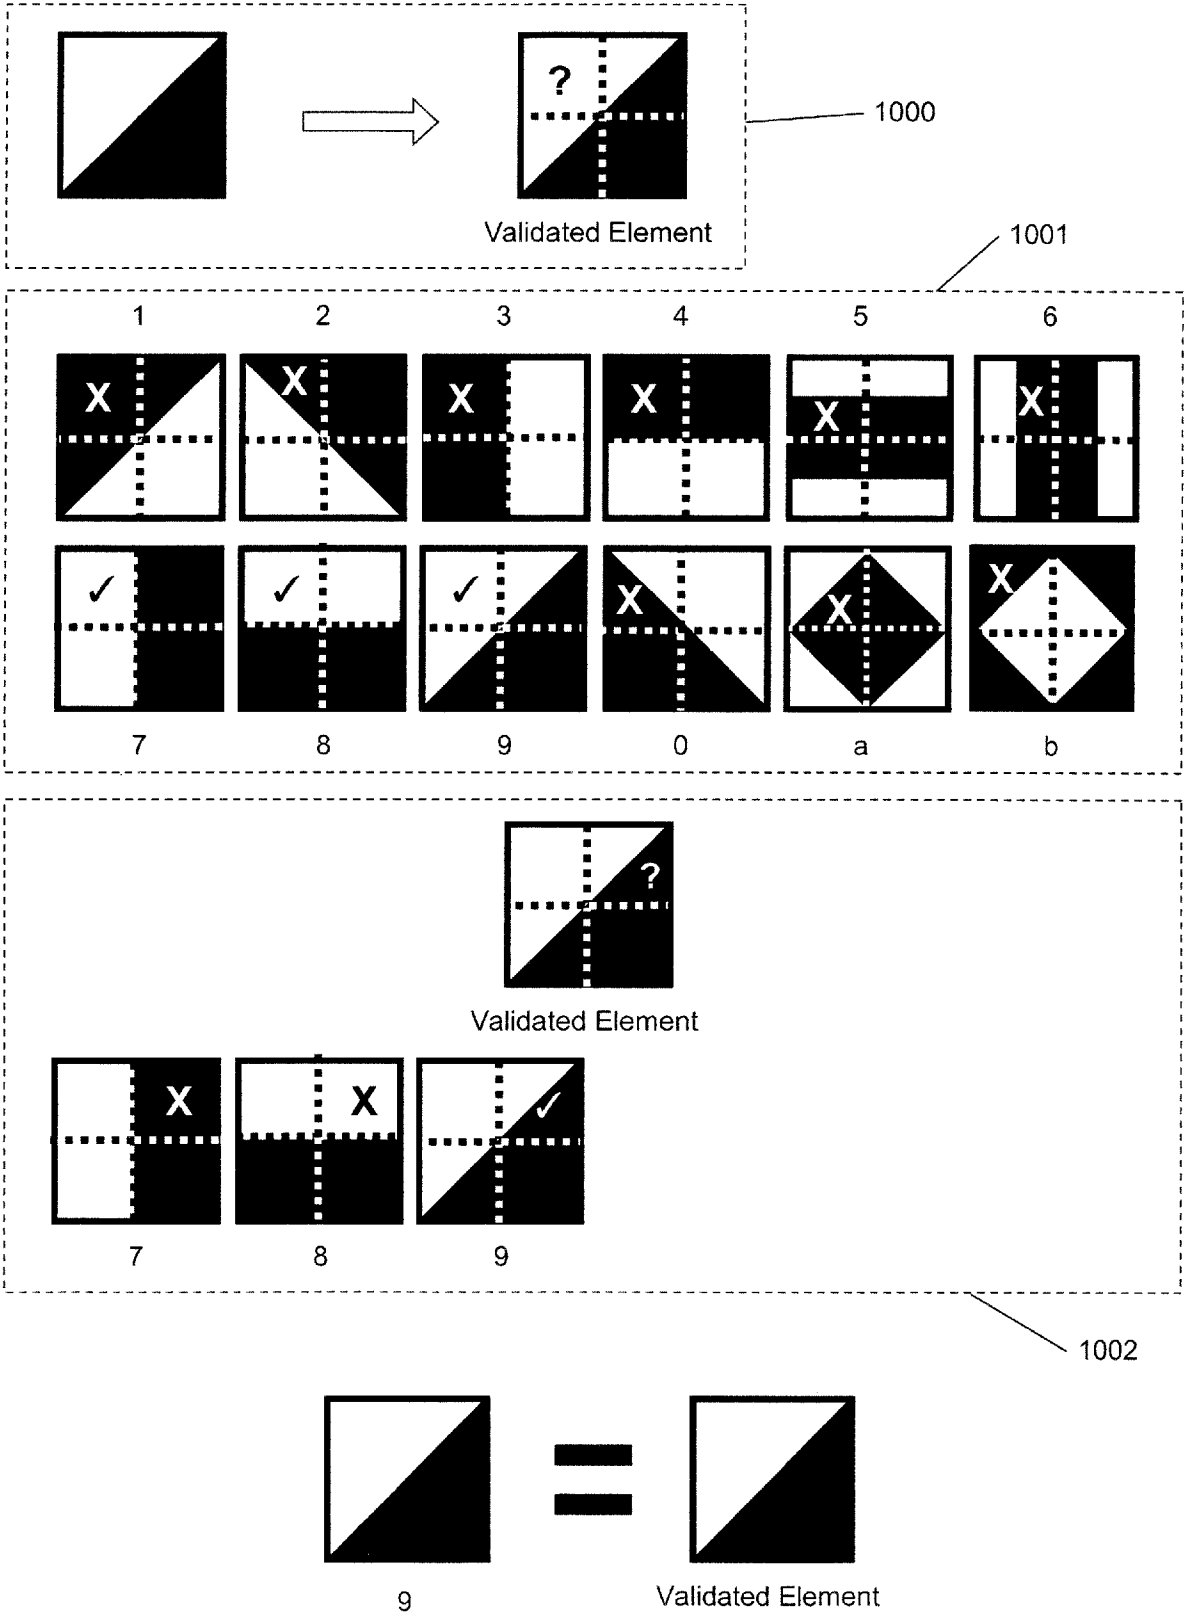 ?
1000
Validated Element
1001
1 2 3 4 5 6
X X X X X X
✓ ✓ ✓ X X X
7 8 9 0 a b
?
Validated Element
X X ✓
7 8 9
1002
=
9 Validated Element